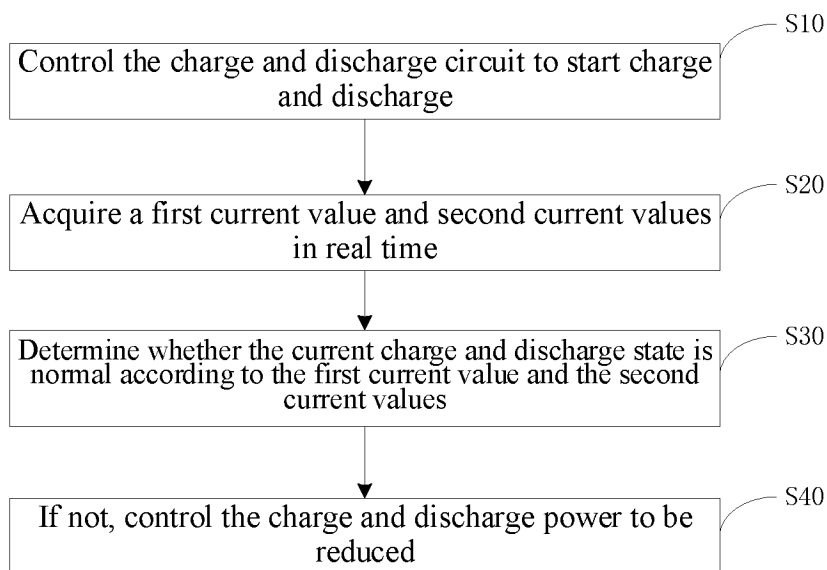 S10
Control the charge and discharge circuit to start charge
and discharge
S20
Acquire a first current value and second current values
in real time
S30
Determine whether the current charge and discharge state is
normal according to the first current value and the second
current values
S40
If not, control the charge and discharge power to be
reduced